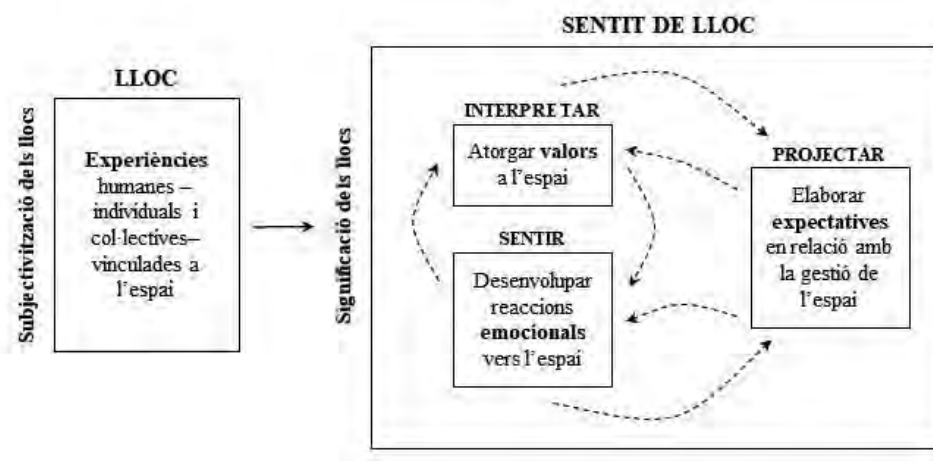 SENTIT DE LLOC
LLOC
Subjectivització dels llocs
Experiències
humanes –
individuals i
col·lectives–
vinculades a
l’espai
Significació dels llocs
INTERPRETAR
Atorgar valors
a l’espai
SENTIR
Desenvolupar
reaccions
emocionals
vers l’espai
PROJECTAR
Elaborar
expectatives
en relació amb
la gestió de
l’espai